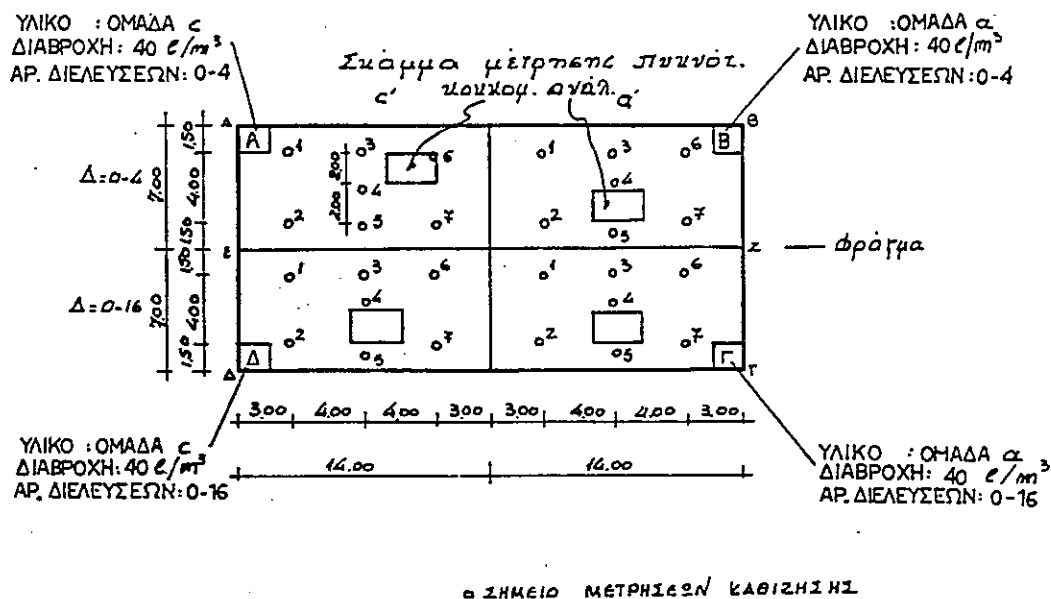 ΥΛΙΚΟ : ΟΜΑΔΑ c
ΔΙΑΒΡΟΧΗ: 40 ℓ/m³
ΑΡ. ΔΙΕΛΕΥΣΕΩΝ: 0-4
ΥΛΙΚΟ : ΟΜΑΔΑ α
ΔΙΑΒΡΟΧΗ: 40 ℓ/m³
ΑΡ. ΔΙΕΛΕΥΣΕΩΝ: 0-4
Σκάμμα μέτρησης πυκνότ.
κοκκομ. ανάλ.
c' α'
Α Β
Α Β
1 3 6 1 3 6
4 4
2 5 7 2 5 7
2.00 2.00
Δ=0-4
7.00
1.50 4.00 1.50
Ε Ζ
φράγμα
1 3 6 1 3 6
4 4
2 5 7 2 5 7
Δ=0-16
7.00
1.50 4.00 1.50
Δ Γ
Δ Γ
3.00 4.00 4.00 3.00 3.00 4.00 4.00 3.00
14.00 14.00
ΥΛΙΚΟ : ΟΜΑΔΑ c
ΔΙΑΒΡΟΧΗ: 40 ℓ/m³
ΑΡ. ΔΙΕΛΕΥΣΕΩΝ: 0-16
ΥΛΙΚΟ : ΟΜΑΔΑ α
ΔΙΑΒΡΟΧΗ: 40 ℓ/m³
ΑΡ. ΔΙΕΛΕΥΣΕΩΝ: 0-16
ΣΗΜΕΙΟ ΜΕΤΡΗΣΕΩΝ ΚΑΘΙΖΗΣΗΣ